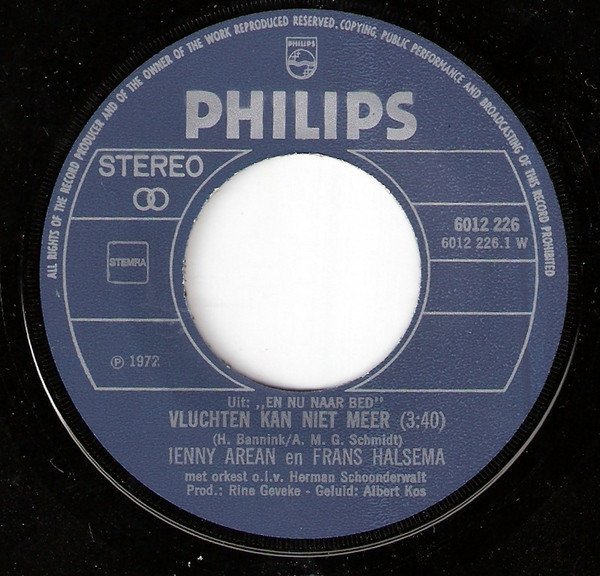 ALL RIGHTS OF THE RECORD PRODUCER AND OF THE OWNER OF THE WORK REPRODUCED RESERVED. COPYING, PUBLIC PERFORMANCE AND BROADCASTING OF THIS RECORD PROHIBITED
PHILIPS
PHILIPS
STEREO
6012 226
6012 226.1 W
STEMRA
℗ 1972
Uit: „EN NU NAAR BED”
VLUCHTEN KAN NIET MEER (3:40)
(H. Bannink/A. M. G. Schmidt)
JENNY AREAN en FRANS HALSEMA
met orkest o.l.v. Herman Schoonderwalt
Prod.: Rine Geveke - Geluid: Albert Kos